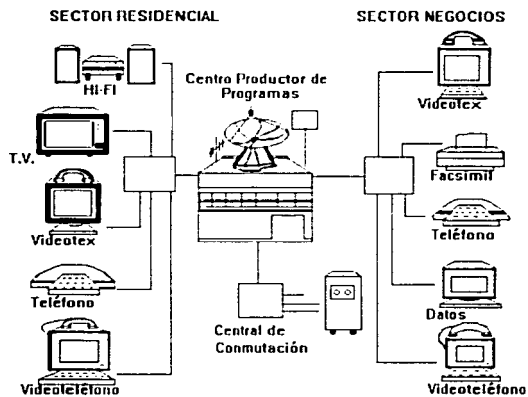 SECTOR RESIDENCIAL
SECTOR NEGOCIOS
HI-FI
Centro Productor de
Programas
T.V.
Videotex
Teléfono
Videoteléfono
Central de
Conmutación
Videotex
Facsímil
Teléfono
Datos
Videoteléfono